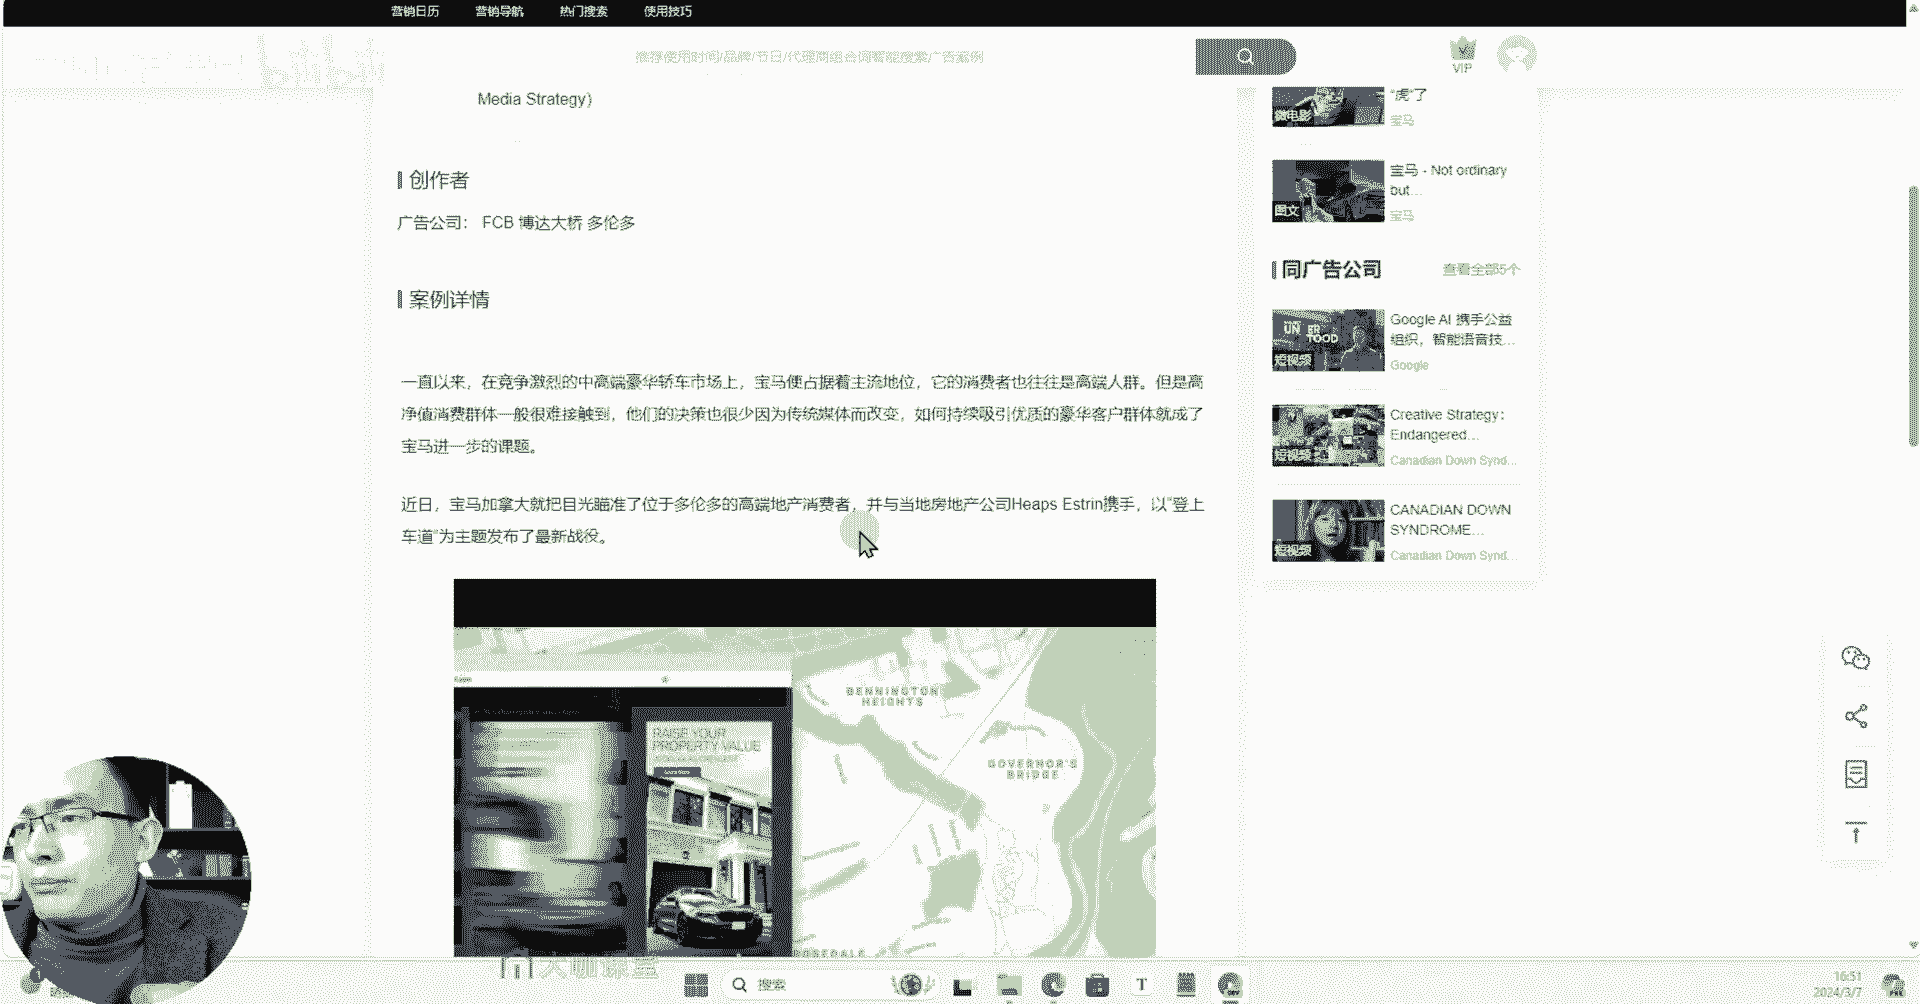 营销日历 营销导航 热门搜索 使用技巧
推荐使用时间/品牌/节日/代理商组合词智能搜索广告案例
VIP
Media Strategy)
创作者
广告公司： FCB 博达大桥 多伦多
案例详情
一直以来，在竞争激烈的中高端豪华轿车市场上，宝马便占据着主流地位，它的消费者也往往是高端人群。但是高
净值消费群体一般很难接触到，他们的决策也很少因为传统媒体而改变，如何持续吸引优质的豪华客户群体就成了
宝马进一步的课题。
近日，宝马加拿大就把目光瞄准了位于多伦多的高端地产消费者，并与当地房地产公司Heaps Estrin携手，以“登上
车道”为主题发布了最新战役。
BENNINGTON
HEIGHTS
GOVERNOR'S
BRIDGE
RAISE YOUR
PROPERTY VALUE
Learn More
ROSEDALE
“虎”了
微电影
宝马
宝马 - Not ordinary
but...
图文
宝马
同广告公司 查看全部5个
Google AI 携手公益
组织，智能语音技...
短视频
Google
Creative Strategy：
Endangered...
短视频
Canadian Down Synd...
CANADIAN DOWN
SYNDROME...
短视频
Canadian Down Synd...
大咖课堂
搜索
16:51
2024/3/7